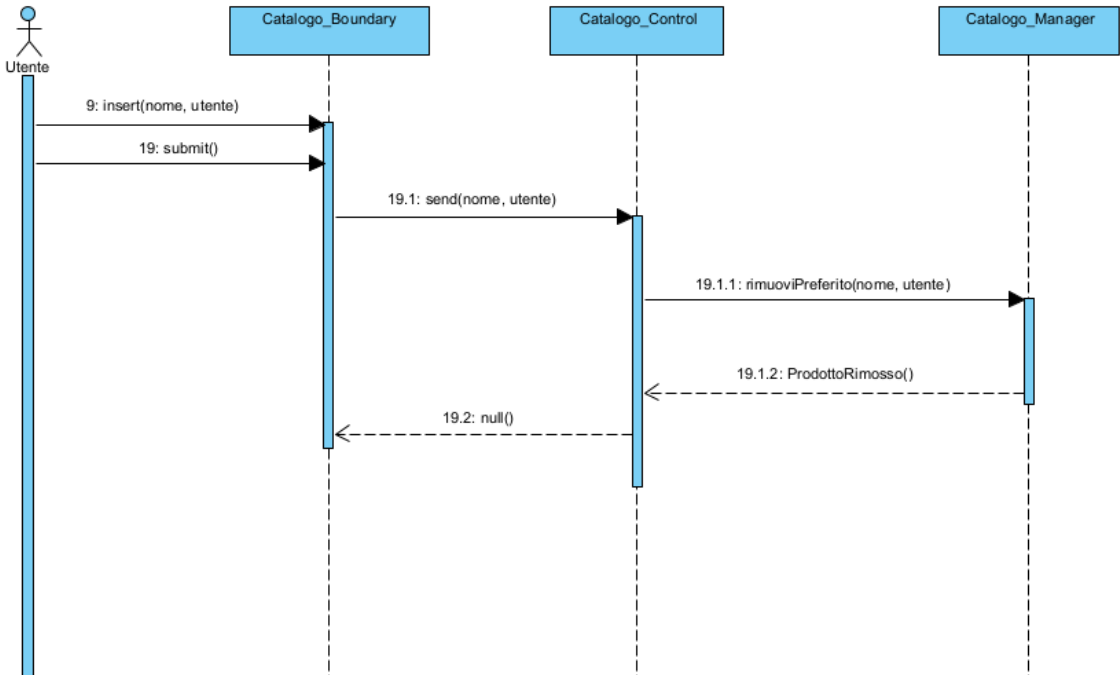 Catalogo_Boundary
Catalogo_Control
Catalogo_Manager
Utente
9: insert(nome, utente)
19: submit()
19.1: send(nome, utente)
19.1.1: rimuoviPreferito(nome, utente)
19.1.2: ProdottoRimosso()
19.2: null()